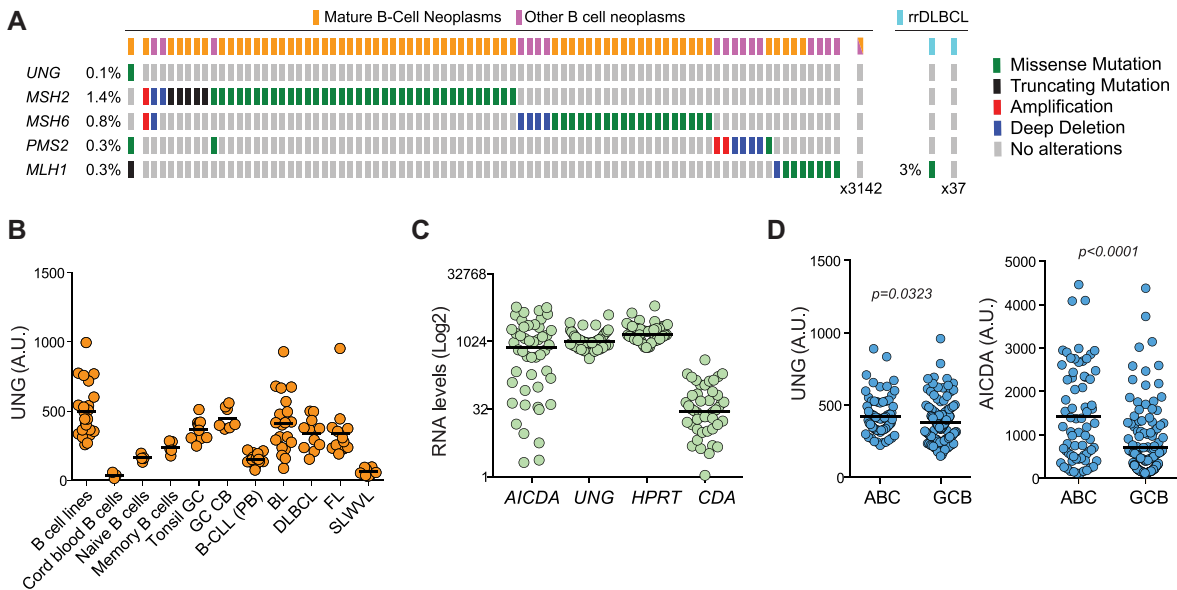 A
Mature B-Cell Neoplasms
Other B cell neoplasms
rrDLBCL
UNG 0.1%
MSH2 1.4%
MSH6 0.8%
PMS2 0.3%
MLH1 0.3%
3%
x3142
x37
Missense Mutation
Truncating Mutation
Amplification
Deep Deletion
No alterations
B
UNG (A.U.)
1500
1000
500
0
B cell lines
Cord blood B cells
Naive B cells
Memory B cells
Tonsil GC
GC CB
B-CLL (PB)
BL
DLBCL
FL
SLWVL
C
RNA levels (Log2)
32768
1024
32
1
AICDA UNG HPRT CDA
D
UNG (A.U.)
1500
1000
500
0
p=0.0323
ABC GCB
AICDA (A.U.)
5000
4000
3000
2000
1000
0
p<0.0001
ABC GCB